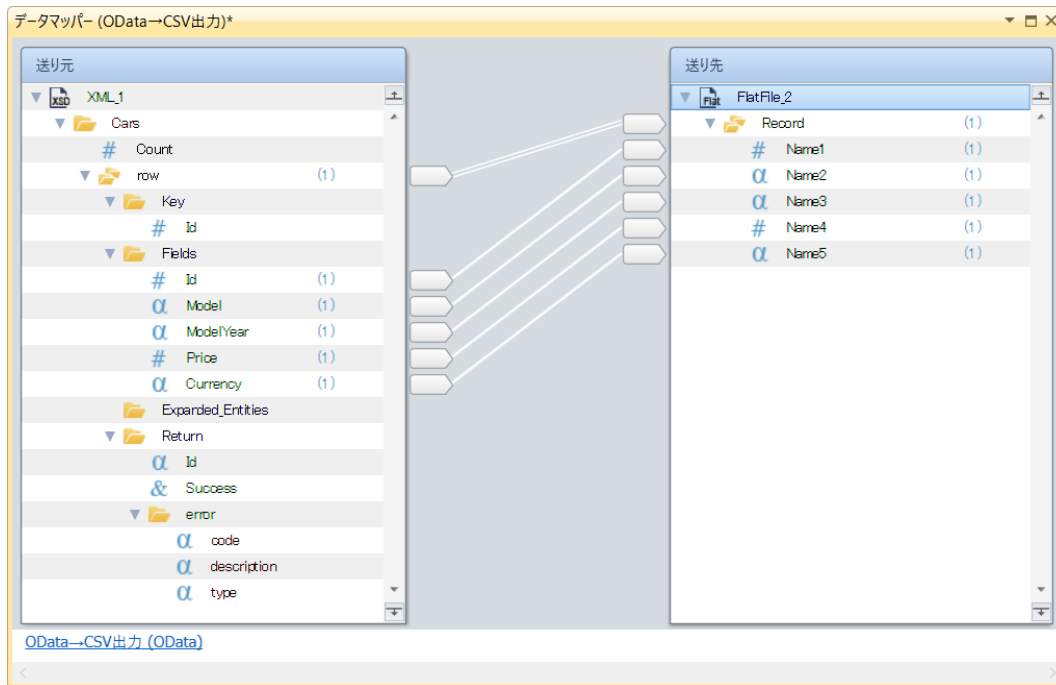 データマッパー (OData→CSV出力)*
送り元
XSD XML_1
Cars
# Count
row (1)
Key
# Id
Fields
# Id (1)
α Model (1)
α ModelYear (1)
# Price (1)
α Currency (1)
Expanded_Entities
Return
α Id
& Success
error
α code
α description
α type
送り先
Flat FlatFile_2
Record (1)
# Name1 (1)
α Name2 (1)
α Name3 (1)
# Name4 (1)
α Name5 (1)
OData→CSV出力 (OData)